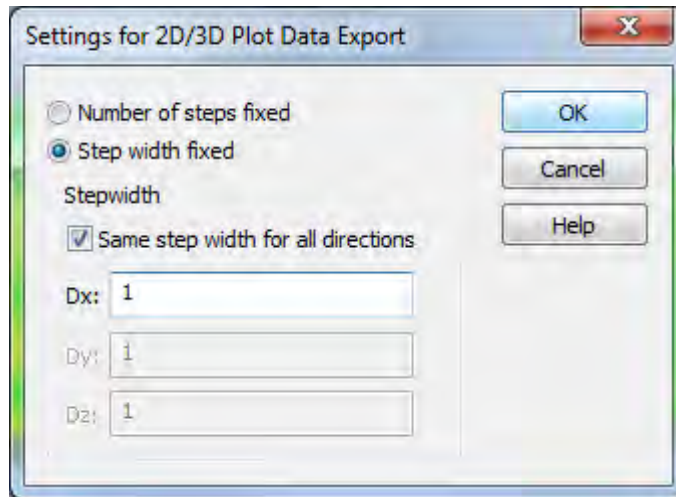 Settings for 2D/3D Plot Data Export
Number of steps fixed
Step width fixed
Stepwidth
Same step width for all directions
Dx: 1
Dy: 1
Dz: 1
OK
Cancel
Help